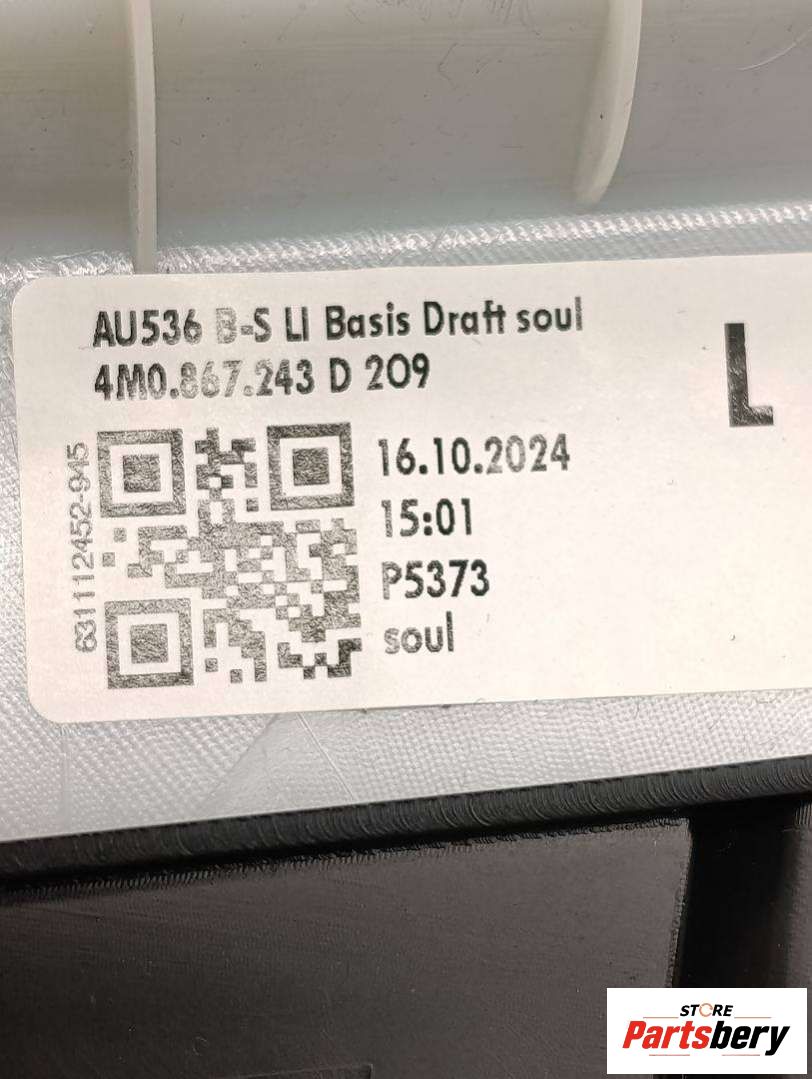 AU536 B-S LI Basis Draft soul
4M0.867.243 D 209
L
631112452-945
16.10.2024
15:01
P5373
soul
STORE
Partsbery